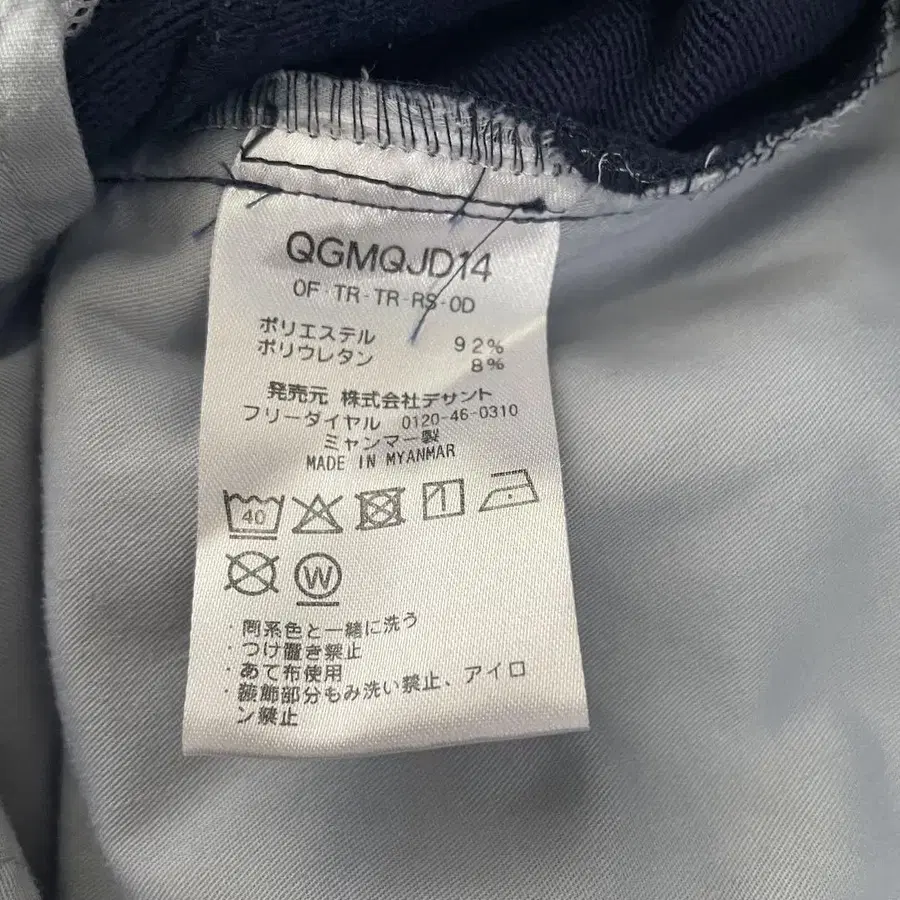 QGMQJD14
OF-TR-TR-RS-OD
ポリエステル 92%
ポリウレタン 8%
発売元 株式会社デサント
フリーダイヤル 0120-46-0310
ミャンマー製
MADE IN MYANMAR
40
W
・同系色と一緒に洗う
・つけ置き禁止
・あて布使用
・装飾部分もみ洗い禁止、アイロ
ン禁止